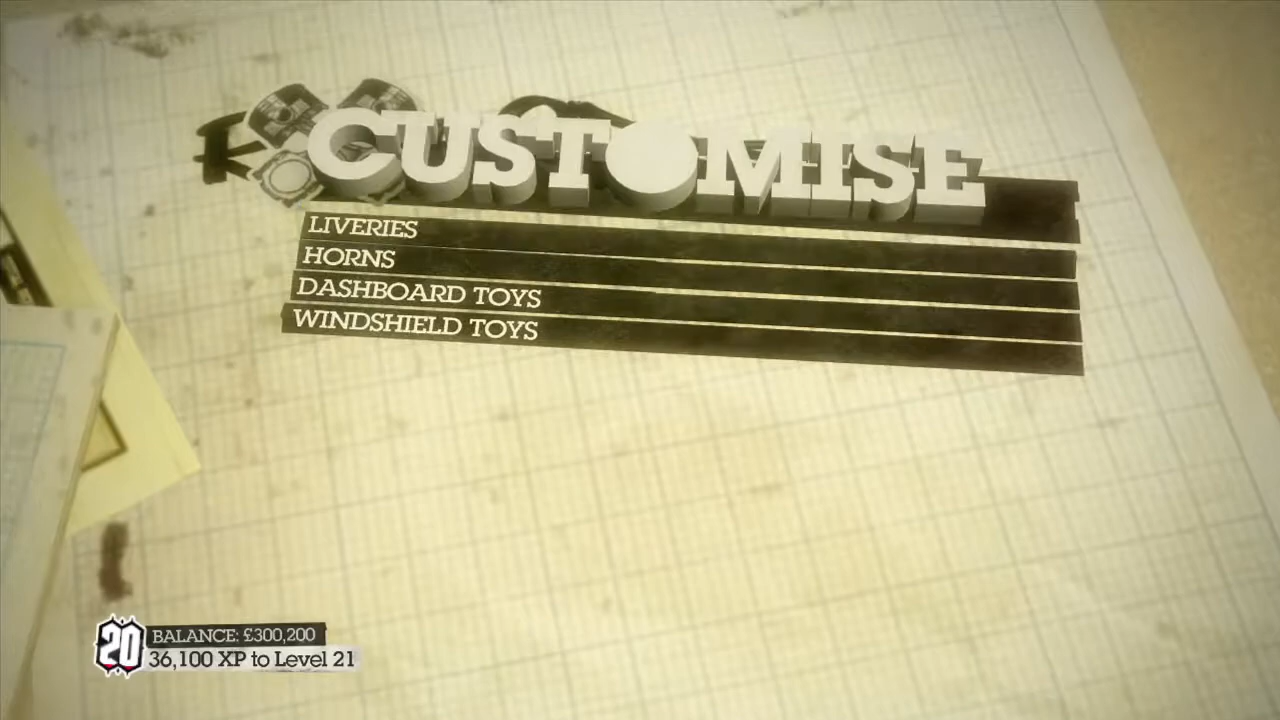 CUSTOMISE
LIVERIES
HORNS
DASHBOARD TOYS
WINDSHIELD TOYS
20
BALANCE: £300,200
36,100 XP to Level 21